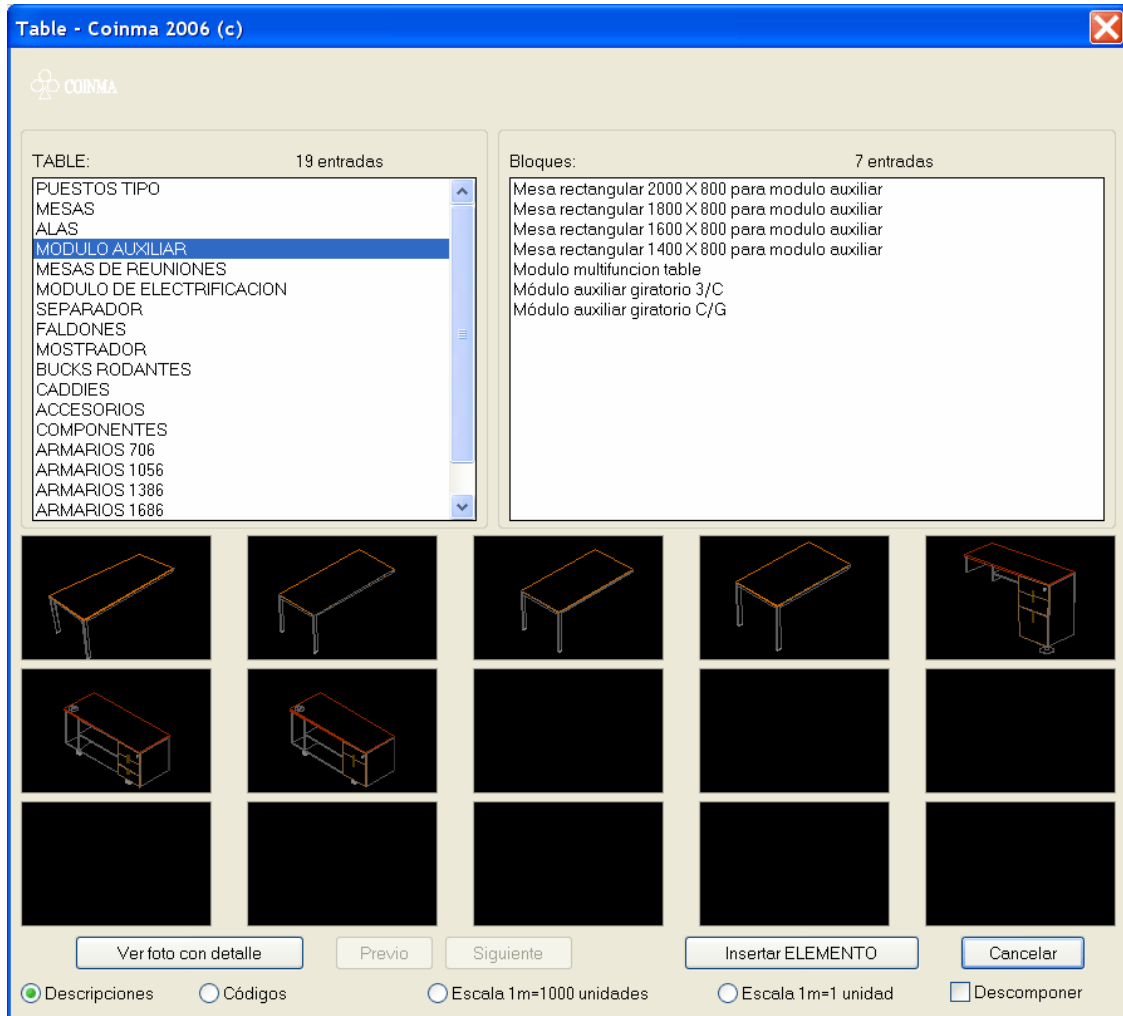 Table - Coinma 2006 (c)
COINMA
TABLE: 19 entradas
PUESTOS TIPO
MESAS
ALAS
MODULO AUXILIAR
MESAS DE REUNIONES
MODULO DE ELECTRIFICACION
SEPARADOR
FALDONES
MOSTRADOR
BUCKS RODANTES
CADDIES
ACCESORIOS
COMPONENTES
ARMARIOS 706
ARMARIOS 1056
ARMARIOS 1386
ARMARIOS 1686
Bloques: 7 entradas
Mesa rectangular 2000 X 800 para modulo auxiliar
Mesa rectangular 1800 X 800 para modulo auxiliar
Mesa rectangular 1600 X 800 para modulo auxiliar
Mesa rectangular 1400 X 800 para modulo auxiliar
Modulo multifuncion table
Módulo auxiliar giratorio 3/C
Módulo auxiliar giratorio C/G
Ver foto con detalle Previo Siguiente Insertar ELEMENTO Cancelar
Descripciones Códigos Escala 1m=1000 unidades Escala 1m=1 unidad Descomponer